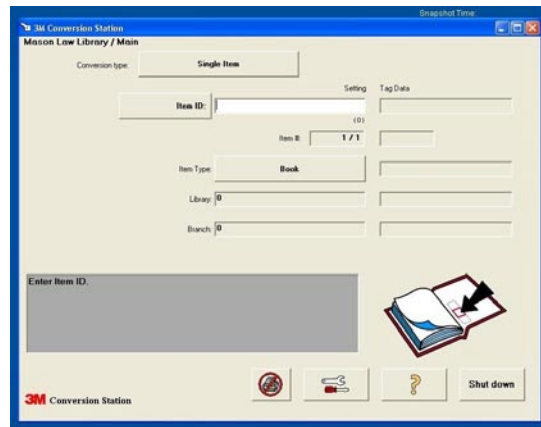 Snapshot Time:
3M Conversion Station
Mason Law Library / Main
Conversion type: Single Item
Setting Tag Data
Item ID:
(0)
Item #: 1 / 1
Item Type: Book
Library: 0
Branch: 0
Enter Item ID.
? Shut down
3M Conversion Station